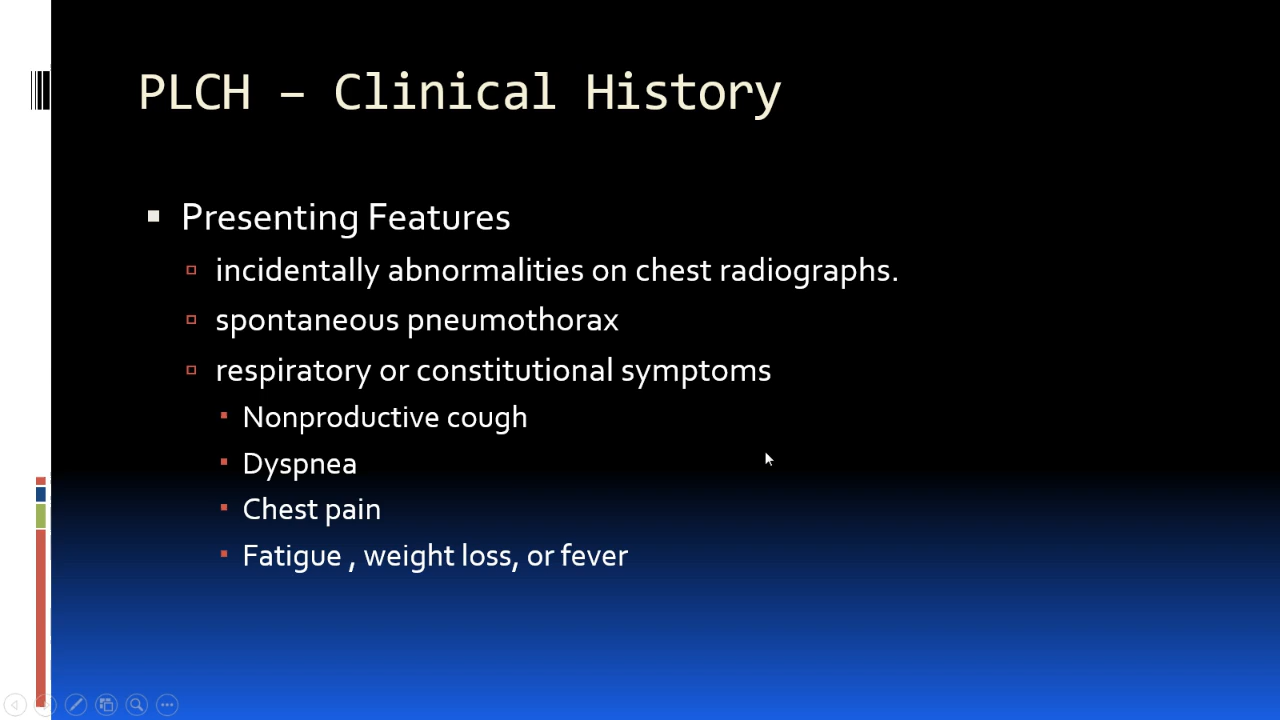 PLCH – Clinical History
Presenting Features
incidentally abnormalities on chest radiographs.
spontaneous pneumothorax
respiratory or constitutional symptoms
Nonproductive cough
Dyspnea
Chest pain
Fatigue , weight loss, or fever